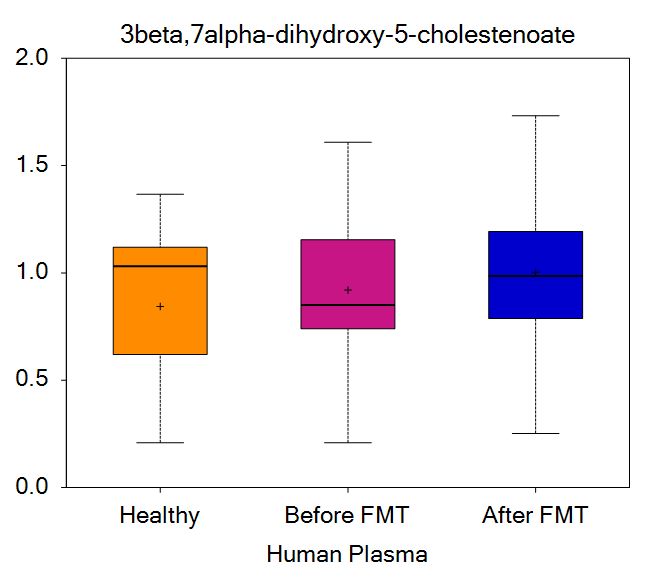 3beta,7alpha-dihydroxy-5-cholestenoate
2.0
1.5
1.0
0.5
0.0
Healthy Before FMT After FMT
Human Plasma